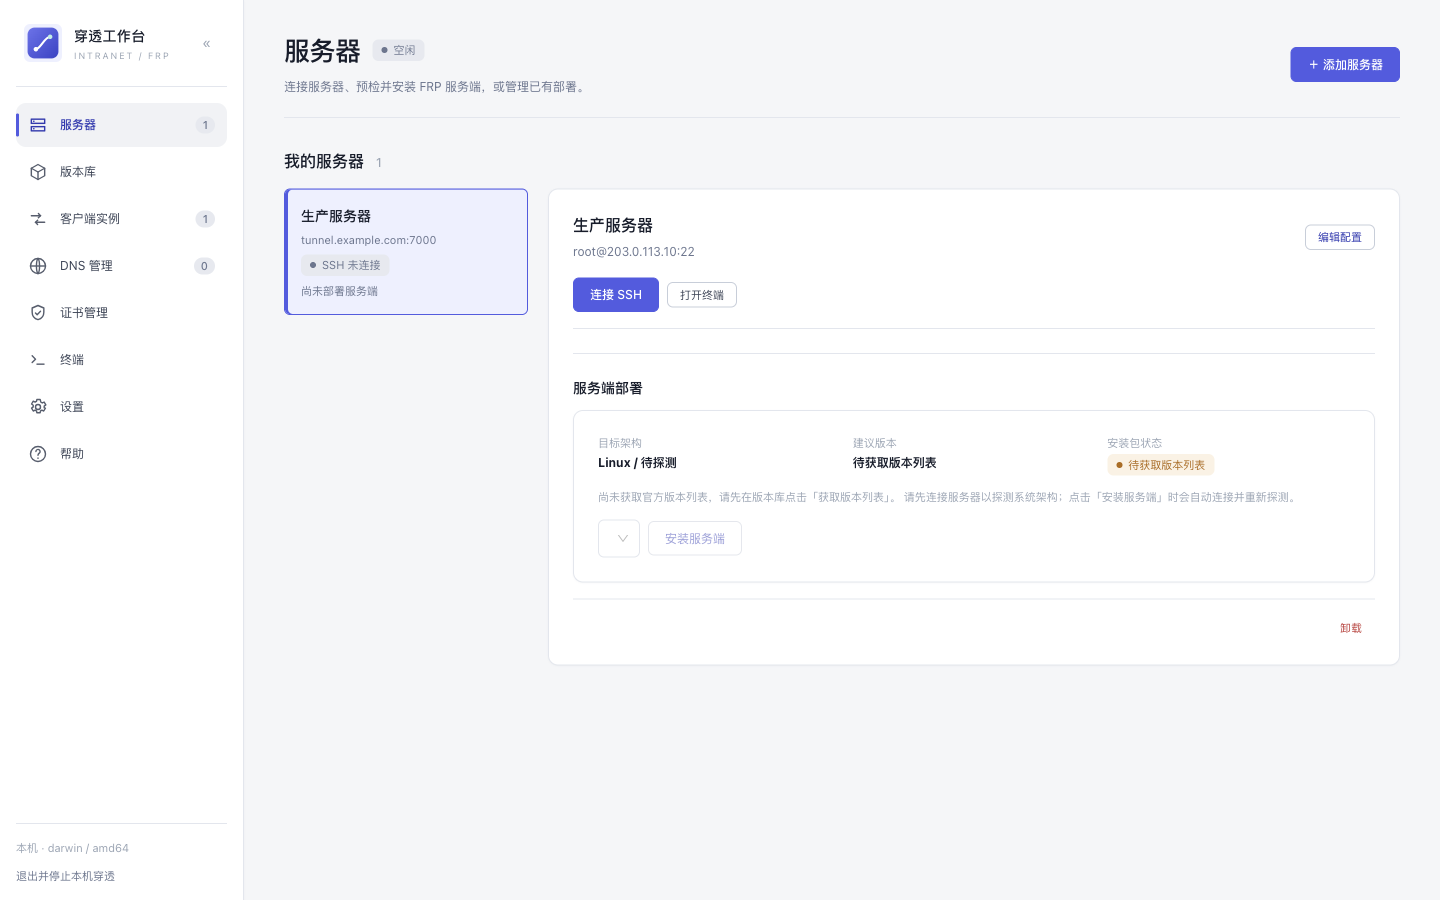 穿透工作台
INTRANET / FRP
«
服务器 1
版本库
客户端实例 1
DNS 管理 0
证书管理
终端
设置
帮助
本机 · darwin / amd64
退出并停止本机穿透
服务器 空闲
连接服务器、预检并安装 FRP 服务端，或管理已有部署。
+ 添加服务器
我的服务器 1
生产服务器
tunnel.example.com:7000
SSH 未连接
尚未部署服务端
生产服务器
root@203.0.113.10:22
编辑配置
连接 SSH 打开终端
服务端部署
目标架构 建议版本 安装包状态
Linux / 待探测 待获取版本列表 待获取版本列表
尚未获取官方版本列表，请先在版本库点击「获取版本列表」。 请先连接服务器以探测系统架构；点击「安装服务端」时会自动连接并重新探测。
安装服务端
卸载